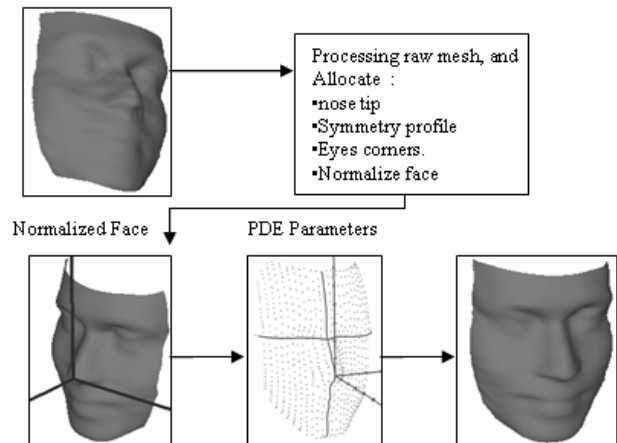 Processing raw mesh, and
Allocate :
▪nose tip
▪Symmetry profile
▪Eyes corners.
▪Normalize face
Normalized Face
PDE Parameters